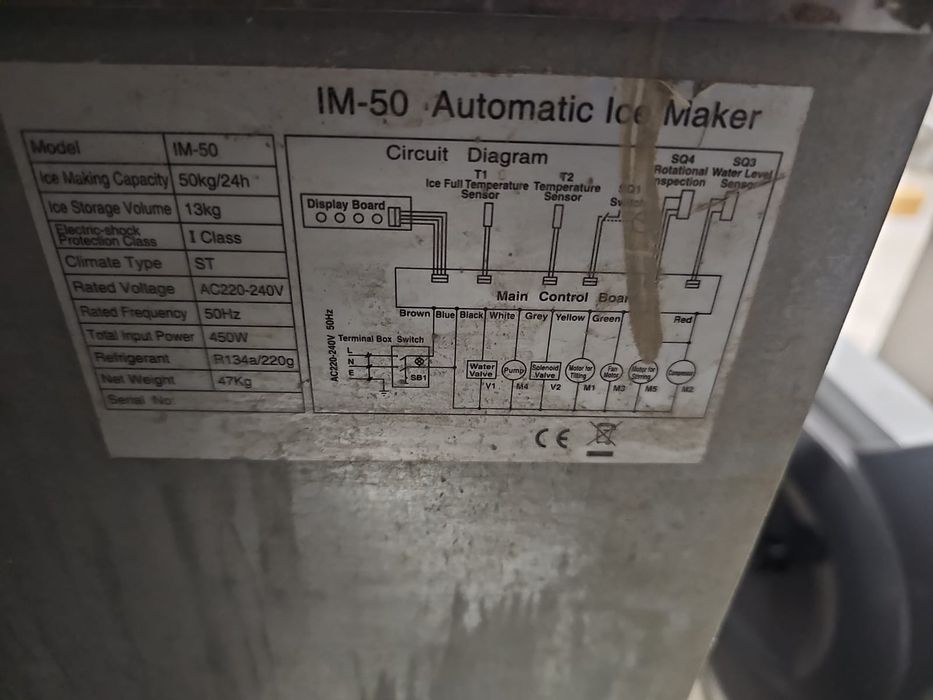 IM-50 Automatic Ice Maker
Model IM-50
Ice Making Capacity 50kg/24h
Ice Storage Volume 13kg
Electric-shock
Protection Class I Class
Climate Type ST
Rated Voltage AC220-240V
Rated Frequency 50Hz
Total Input Power 450W
Refrigerant R134a/220g
Net Weight 47Kg
Serial No
Circuit Diagram
T1
Ice Full Temperature
Sensor
T2
Temperature
Sensor
SQ1
Switch
SQ4
Rotational
Inspection
SQ3
Water Level
Sensor
Display Board
Main Control Board
Brown Blue Black White Grey Yellow Green Red
AC220-240V 50Hz
Terminal Box Switch
L
N
E
SB1
Water
Valve
V1
Pump
M4
Solenoid
Valve
V2
Motor for
Tilting
M1
Fan
Motor
M3
Motor for
Stirring
M5
Compressor
M2
CE